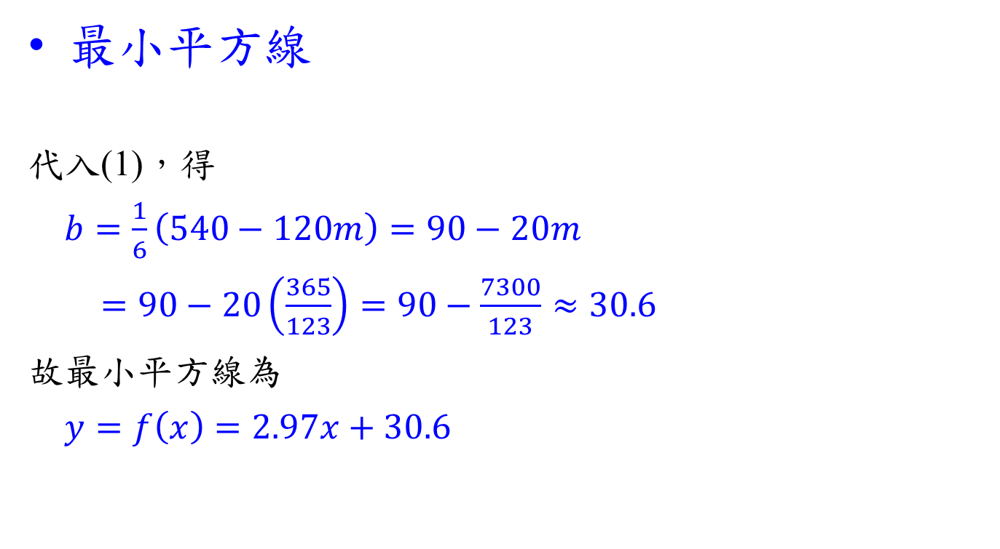 • 最小平方線
代入(1)，得
b = 1/6 (540 − 120m) = 90 − 20m
= 90 − 20(365/123) = 90 − 7300/123 ≈ 30.6
故最小平方線為
y = f(x) = 2.97x + 30.6